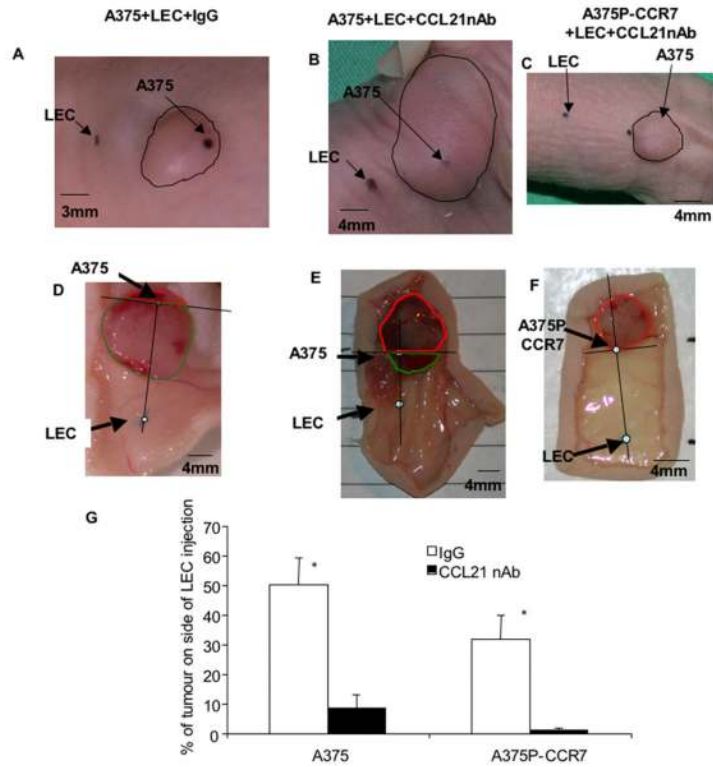 A375+LEC+IgG
A375+LEC+CCL21nAb
A375P-CCR7
+LEC+CCL21nAb
A
B
C
A375
LEC
3mm
A375
LEC
4mm
LEC
A375
4mm
D
A375
LEC
4mm
E
A375
LEC
4mm
F
A375P
CCR7
LEC
4mm
G
% of tumour on side of LEC injection
70
60
50
40
30
20
10
0
*
*
IgG
CCL21 nAb
A375
A375P-CCR7